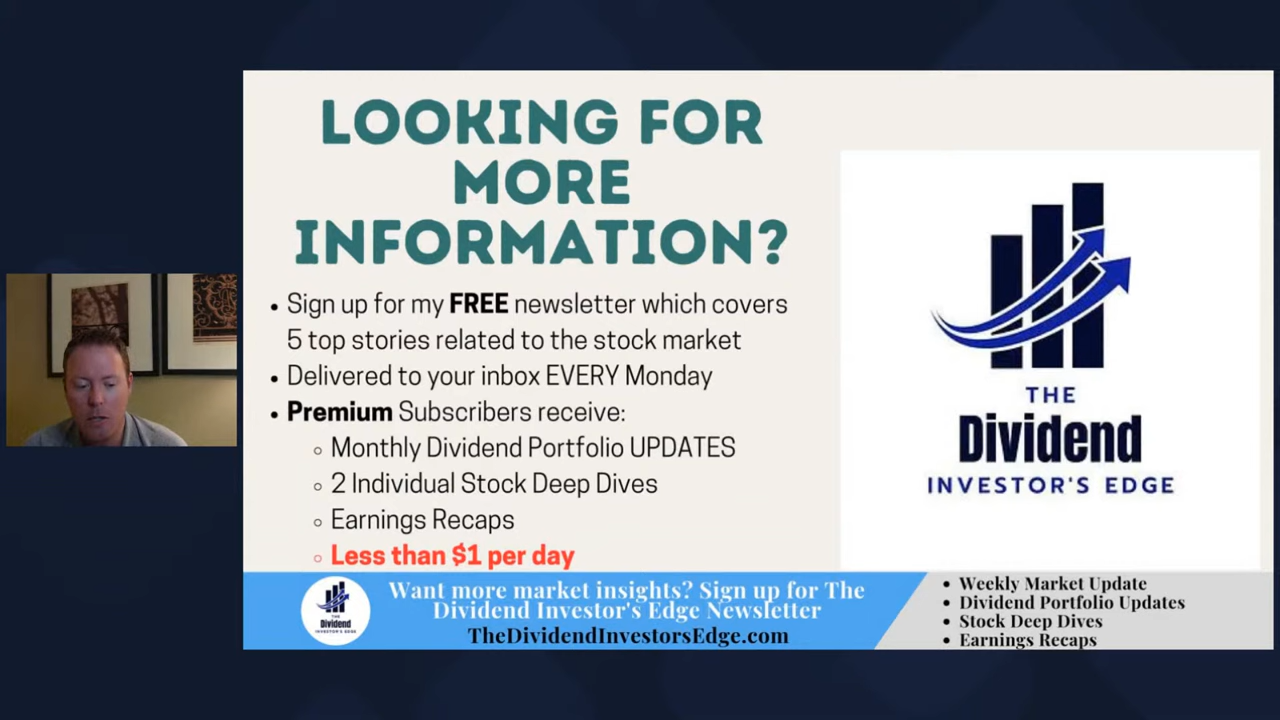 LOOKING FOR
MORE
INFORMATION?
• Sign up for my FREE newsletter which covers
5 top stories related to the stock market
• Delivered to your inbox EVERY Monday
• Premium Subscribers receive:
◦ Monthly Dividend Portfolio UPDATES
◦ 2 Individual Stock Deep Dives
◦ Earnings Recaps
◦ Less than $1 per day
THE
Dividend
INVESTOR'S EDGE
THE
Dividend
INVESTOR'S EDGE
Want more market insights? Sign up for The
Dividend Investor's Edge Newsletter
TheDividendInvestorsEdge.com
• Weekly Market Update
• Dividend Portfolio Updates
• Stock Deep Dives
• Earnings Recaps